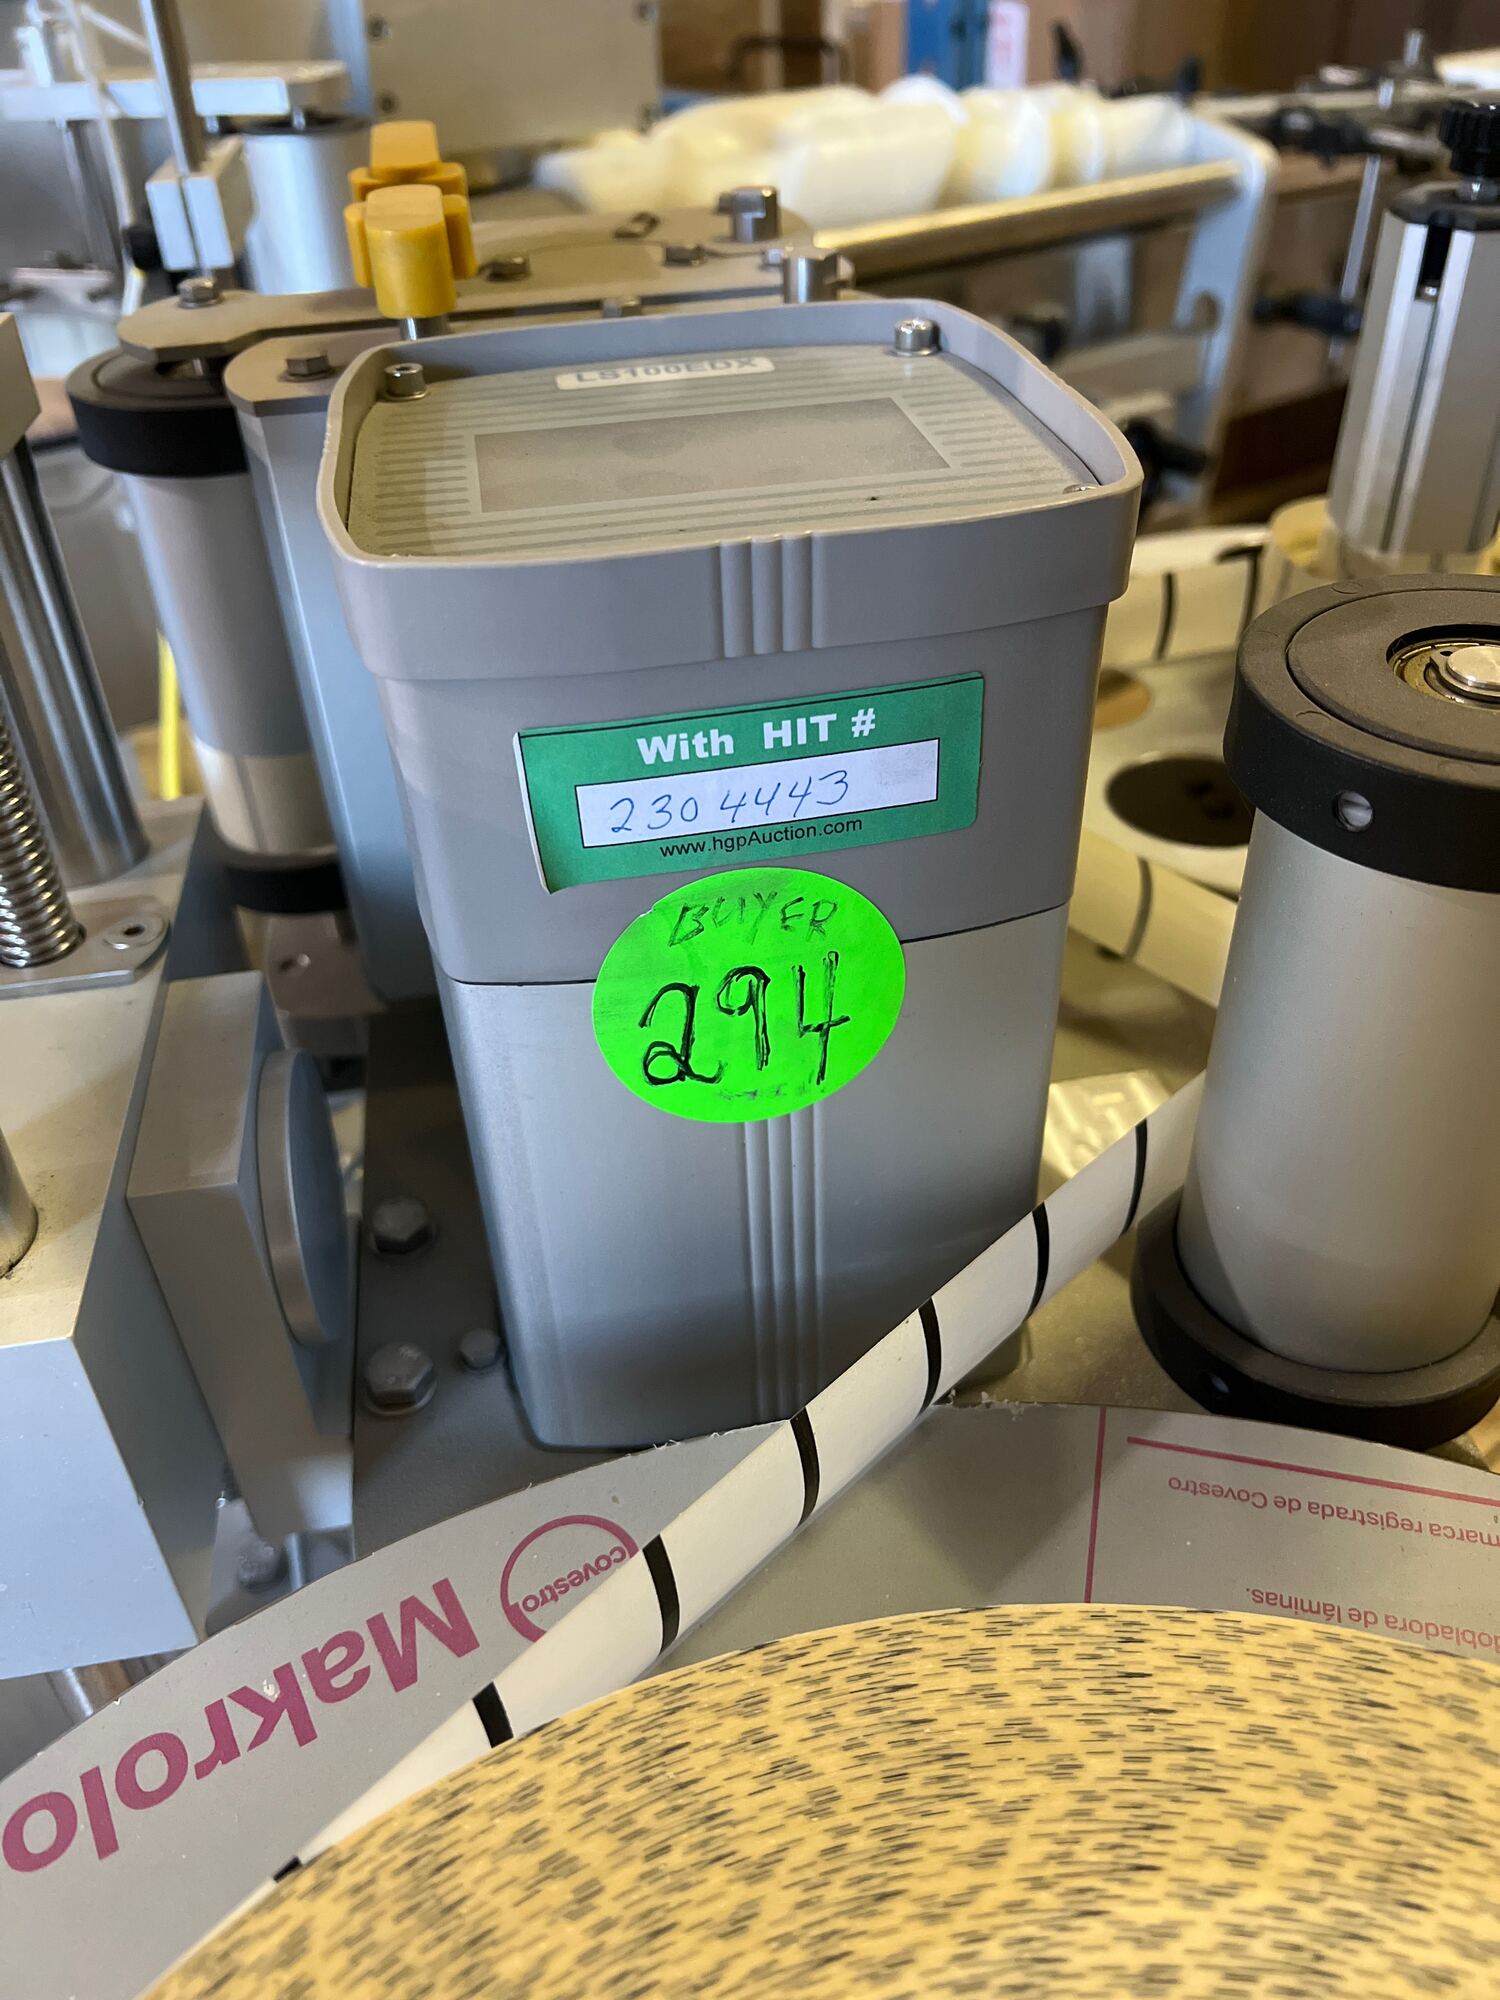 LS100EDX
With HIT #
2304443
www.hgpAuction.com
BUYER
294
marca registrada de Covestro
dobladora de láminas.
covestro
Makrolo